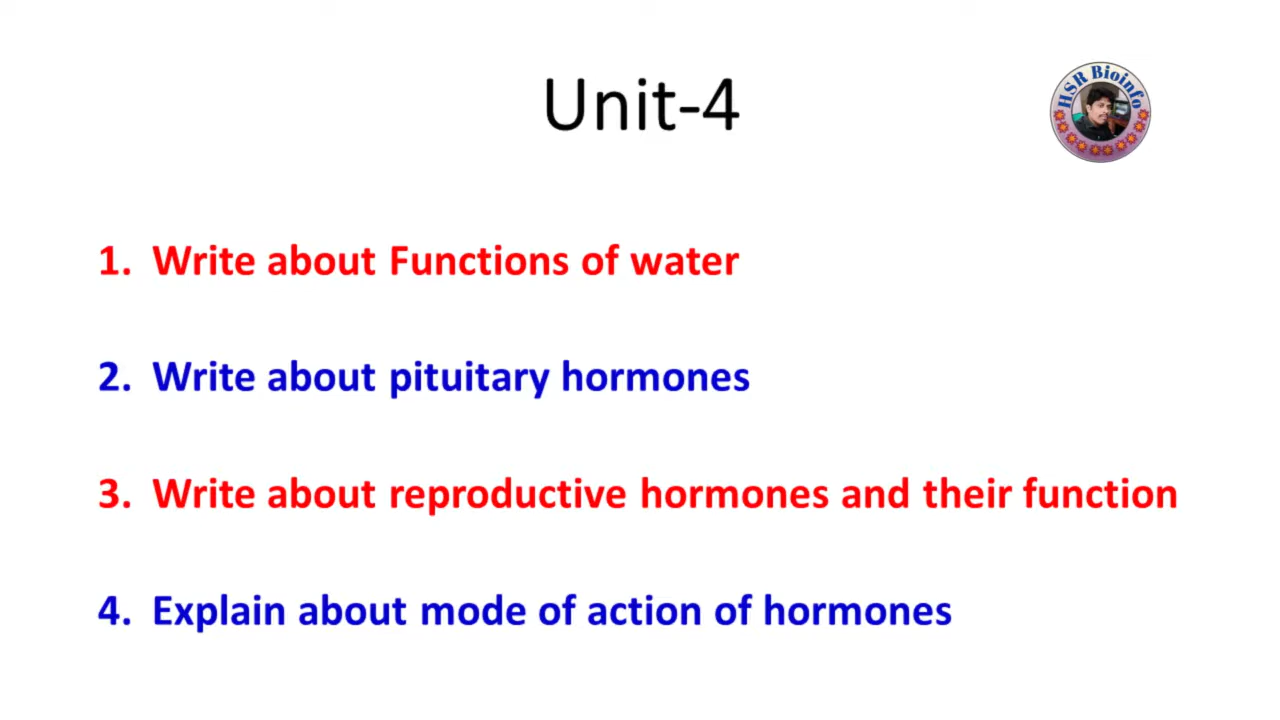 Unit-4
HSR Bioinfo
1. Write about Functions of water
2. Write about pituitary hormones
3. Write about reproductive hormones and their function
4. Explain about mode of action of hormones